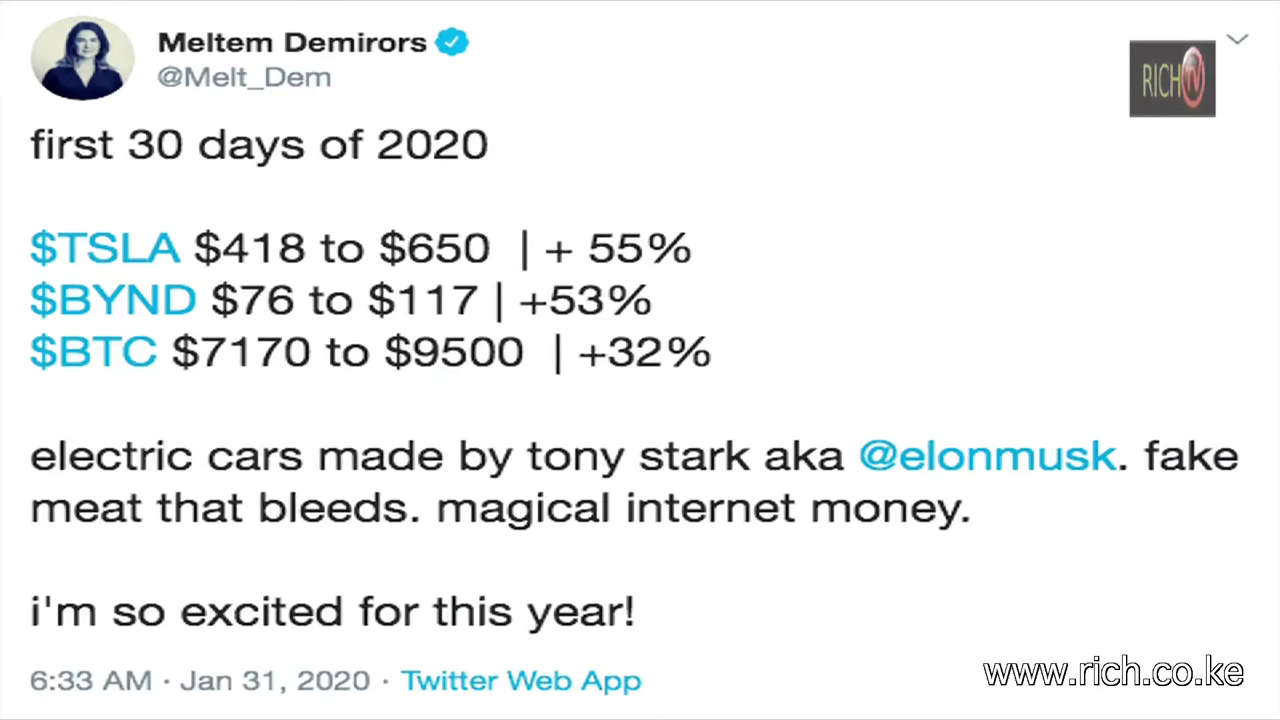 Meltem Demirors
@Melt_Dem
RICH TV
first 30 days of 2020
$TSLA $418 to $650 | + 55%
$BYND $76 to $117 | +53%
$BTC $7170 to $9500 | +32%
electric cars made by tony stark aka @elonmusk. fake
meat that bleeds. magical internet money.
i'm so excited for this year!
6:33 AM · Jan 31, 2020 · Twitter Web App
www.rich.co.ke